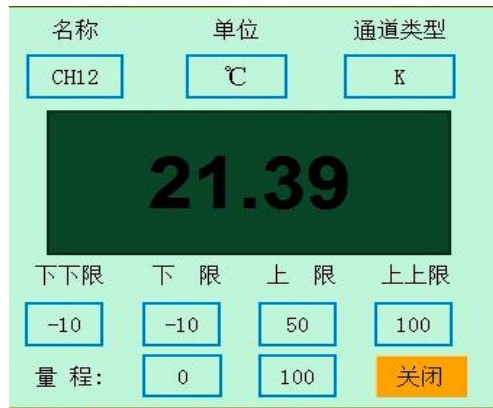 名称 单位 通道类型
CH12 ℃ K
21.39
下下限 下 限 上 限 上上限
-10 -10 50 100
量 程: 0 100 关闭